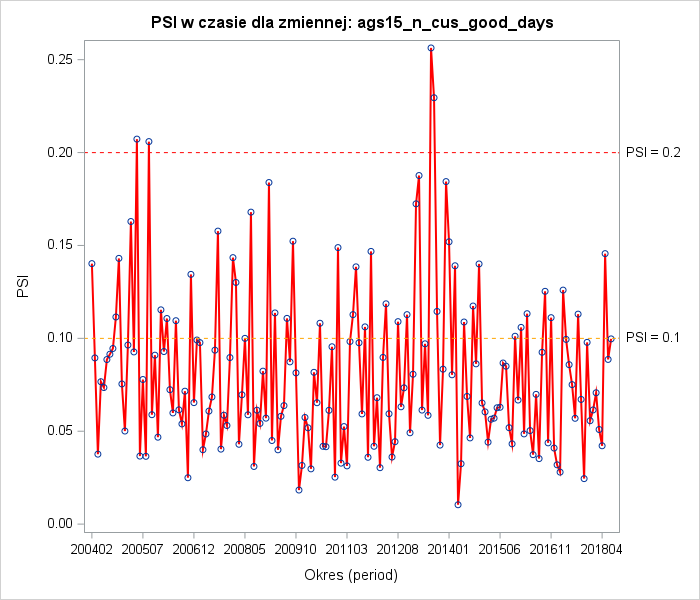 PSI w czasie dla zmiennej: ags15_n_cus_good_days
0.25
0.20
0.15
0.10
0.05
0.00
PSI
PSI = 0.2
PSI = 0.1
200402 200507 200612 200805 200910 201103 201208 201401 201506 201611 201804
Okres (period)